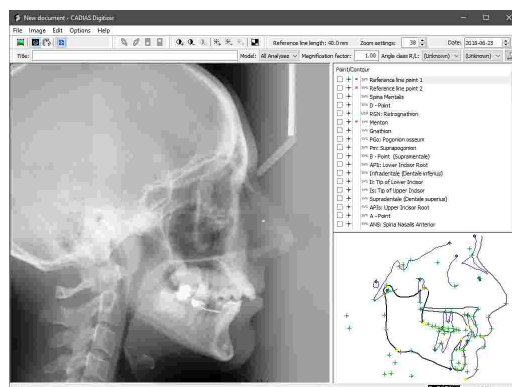 New document - CADIAS Digitiser
File Image Edit Options Help
Reference line length: 40.0 mm Zoom settings: 38 Date: 2018-06-25
Title: Model: All Analyses Magnification factor: 1.00 Angle class R/L: (Unknown) (Unknown)
Point/Contour
Reference line point 1
Reference line point 2
Spina Mentalis
D - Point
RGN: Retrognathion
Menton
Gnathion
PGo: Pogonion osseum
Pm: Suprapogonion
B - Point (Supramentale)
API: Lower Incisor Root
Infradentale (Dentale inferius)
Ii: Tip of Lower Incisor
Is: Tip of Upper Incisor
Supradentale (Dentale superius)
APIs: Upper Incisor Root
A - Point
ANS: Spina Nasalis Anterior